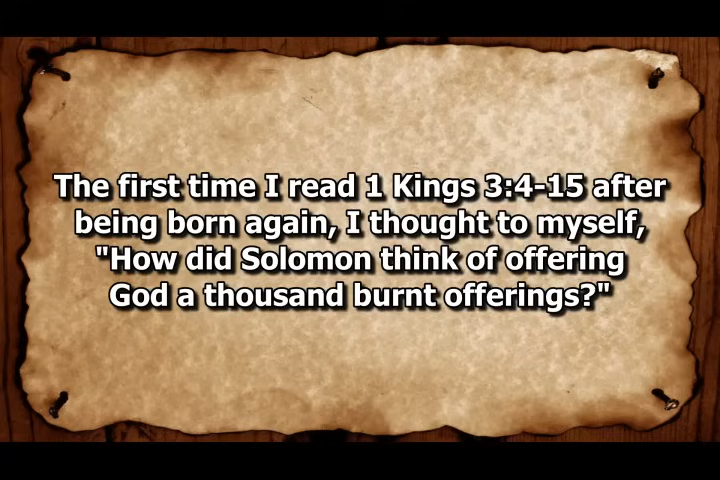 The first time I read 1 Kings 3:4-15 after
being born again, I thought to myself,
"How did Solomon think of offering
God a thousand burnt offerings?"